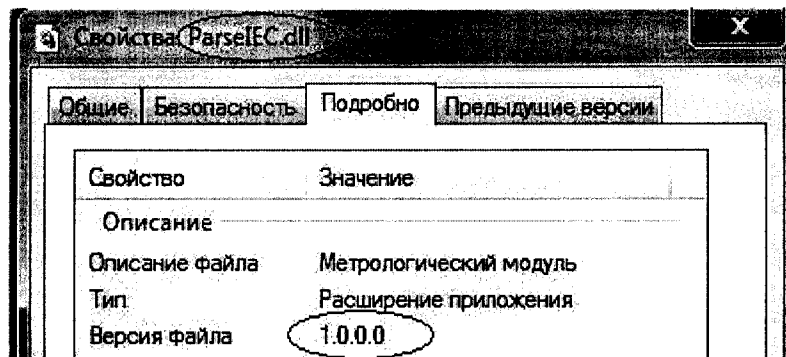 Свойства: ParseIEC.dll
X
Общие Безопасность Подробно Предыдущие версии
Свойство Значение
Описание
Описание файла Метрологический модуль
Тип Расширение приложения
Версия файла 1.0.0.0